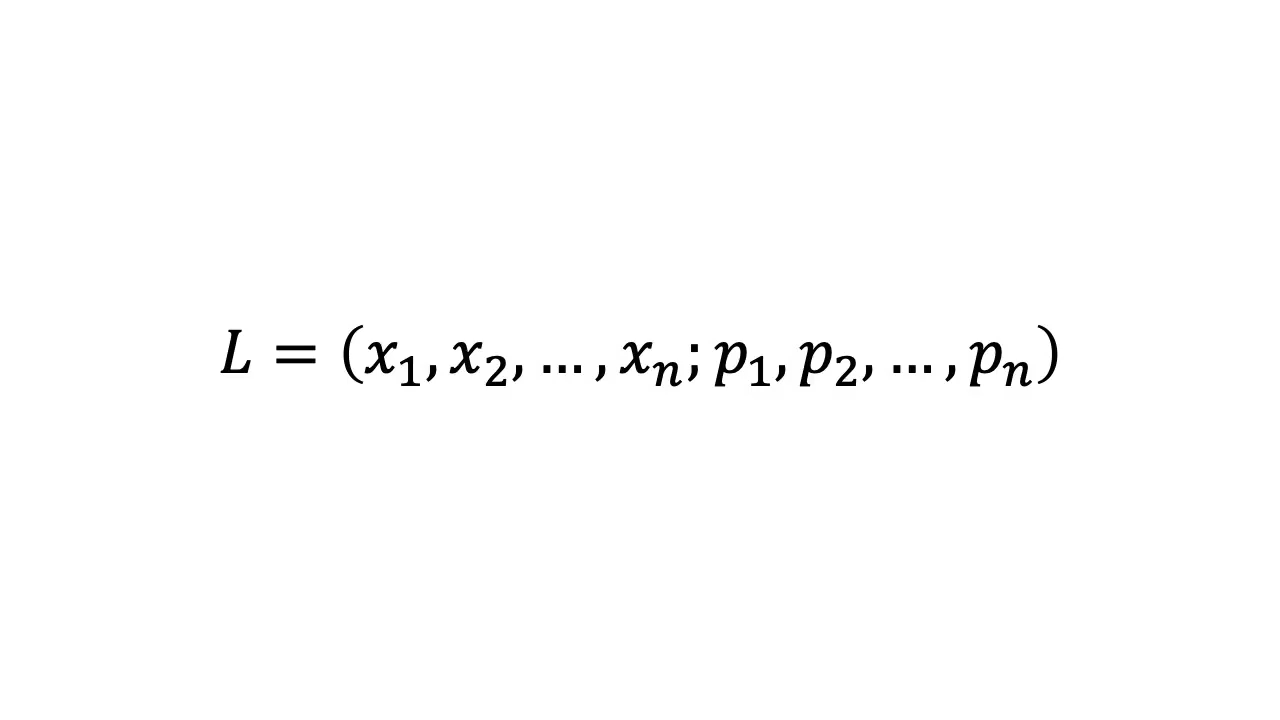 L = (x₁, x₂, … , xₙ; p₁, p₂, … , pₙ)